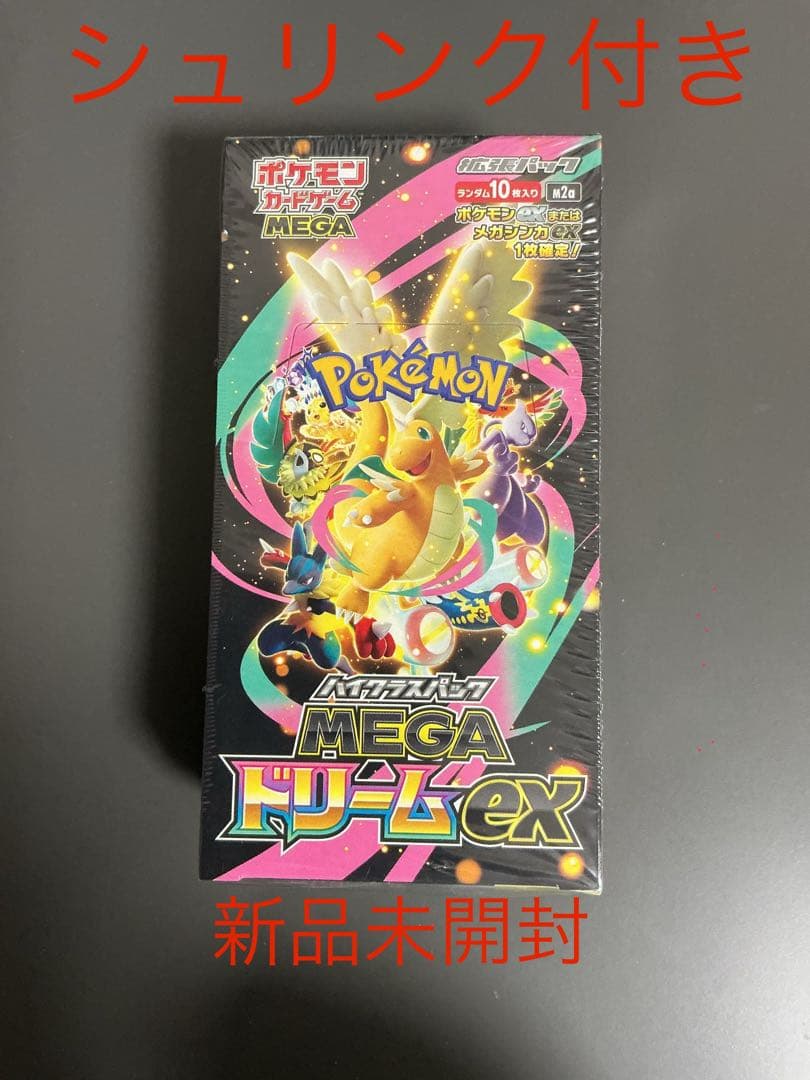 シュリンク付き
ポケモン
カードゲーム
MEGA
拡張パック
ランダム10枚入り M2a
ポケモンexまたは
メガシンカex
1枚確定!
POKéMON
TM
ハイクラスパック
MEGA
ドリームex
新品未開封